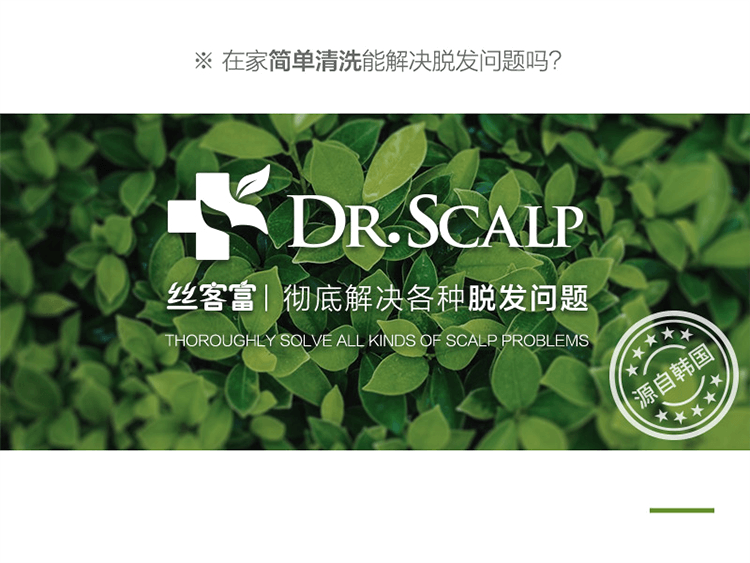 ※ 在家简单清洗能解决脱发问题吗?
DR.SCALP
丝客富 | 彻底解决各种脱发问题
THOROUGHLY SOLVE ALL KINDS OF SCALP PROBLEMS
源自韩国